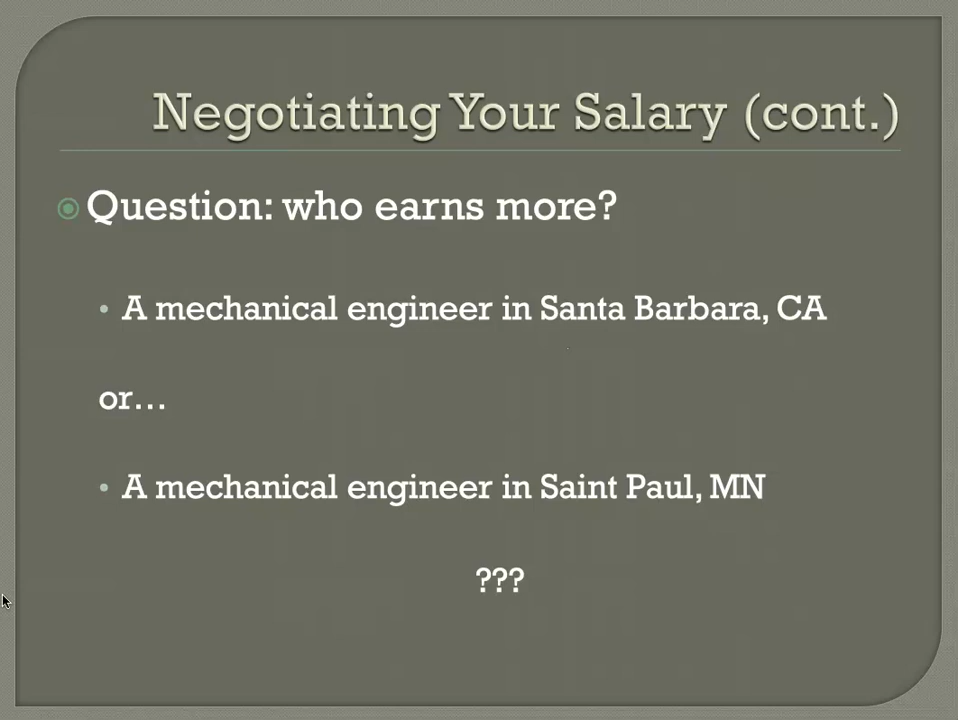 Negotiating Your Salary (cont.)
Question: who earns more?
• A mechanical engineer in Santa Barbara, CA
or…
• A mechanical engineer in Saint Paul, MN
???